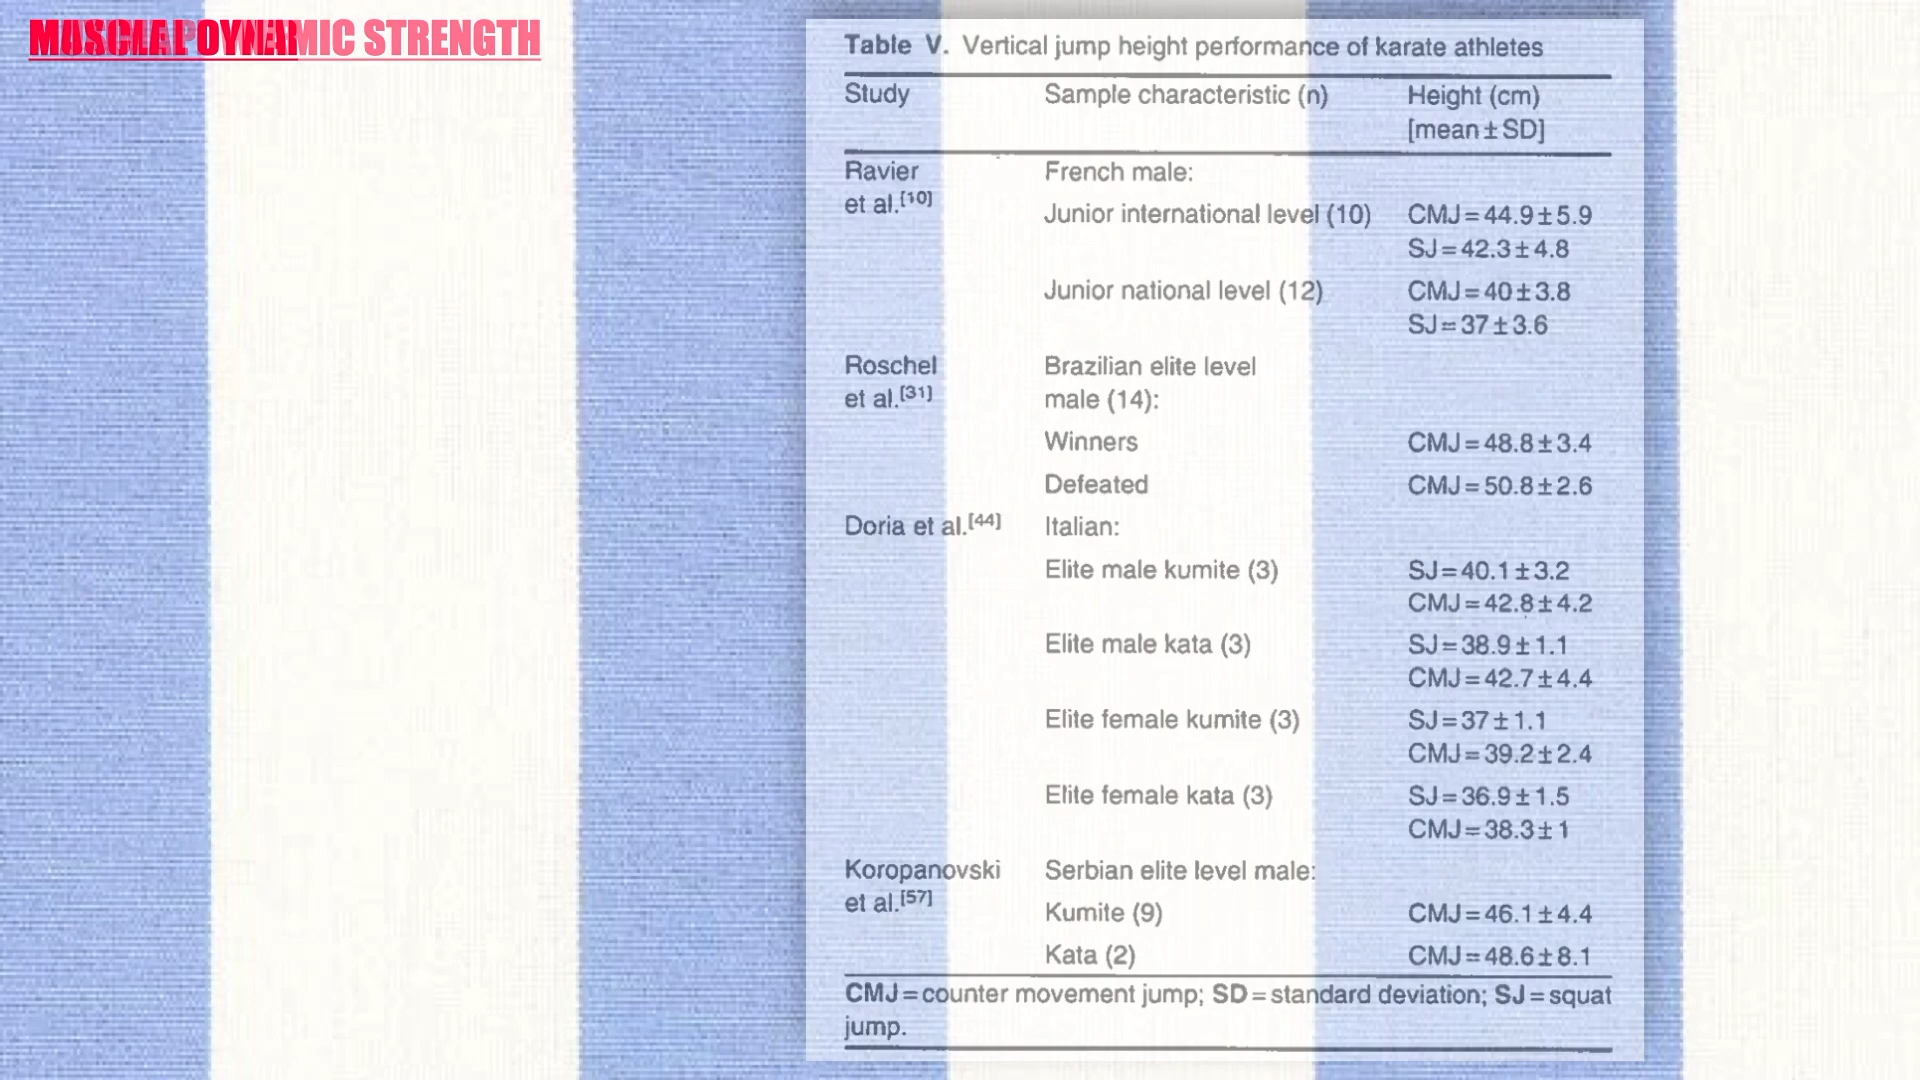 STRENGTH
Table V. Vertical jump height performance of karate athletes
Study Sample characteristic (n) Height (cm)
[mean ± SD]
Ravier French male:
et al.[10]
Junior international level (10) CMJ = 44.9 ± 5.9
SJ = 42.3 ± 4.8
Junior national level (12) CMJ = 40 ± 3.8
SJ = 37 ± 3.6
Roschel Brazilian elite level
et al.[31] male (14):
Winners CMJ = 48.8 ± 3.4
Defeated CMJ = 50.8 ± 2.6
Doria et al.[44] Italian:
Elite male kumite (3) SJ = 40.1 ± 3.2
CMJ = 42.8 ± 4.2
Elite male kata (3) SJ = 38.9 ± 1.1
CMJ = 42.7 ± 4.4
Elite female kumite (3) SJ = 37 ± 1.1
CMJ = 39.2 ± 2.4
Elite female kata (3) SJ = 36.9 ± 1.5
CMJ = 38.3 ± 1
Koropanovski Serbian elite level male:
et al.[57]
Kumite (9) CMJ = 46.1 ± 4.4
Kata (2) CMJ = 48.6 ± 8.1
CMJ = counter movement jump; SD = standard deviation; SJ = squat
jump.